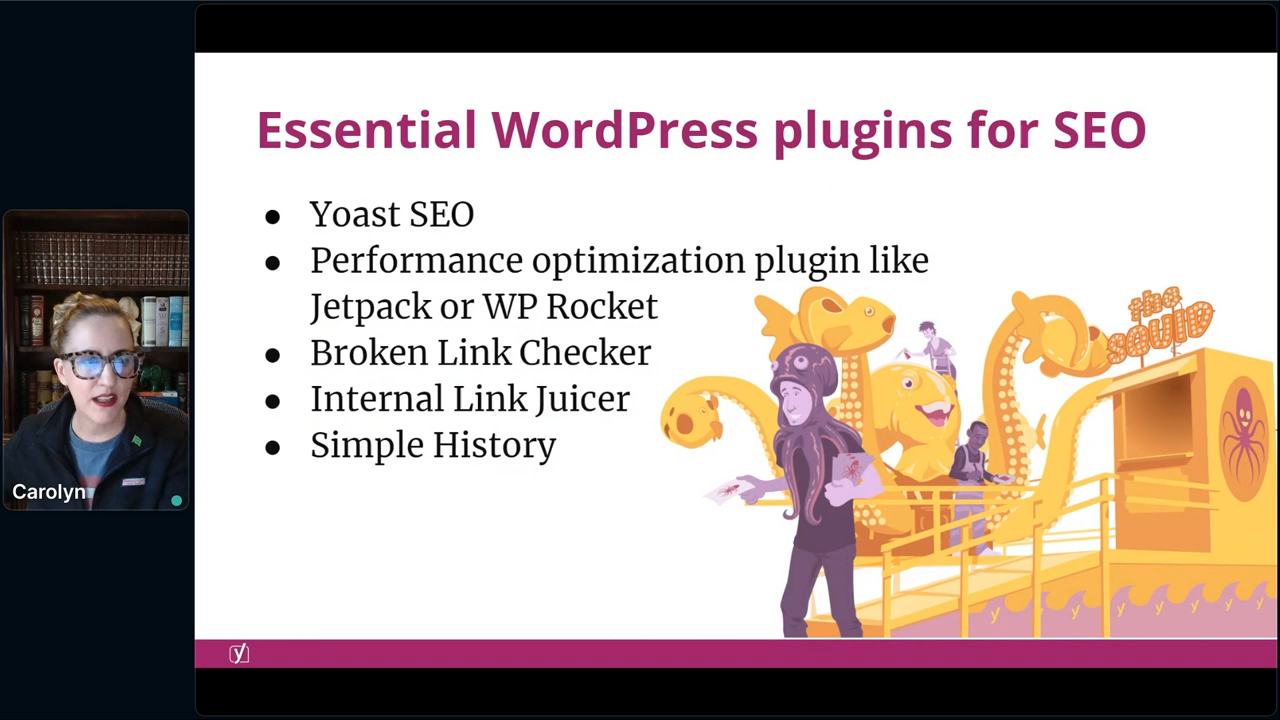 Essential WordPress plugins for SEO
● Yoast SEO
● Performance optimization plugin like
Jetpack or WP Rocket
● Broken Link Checker
● Internal Link Juicer
● Simple History
the
SQUID
Carolyn
y